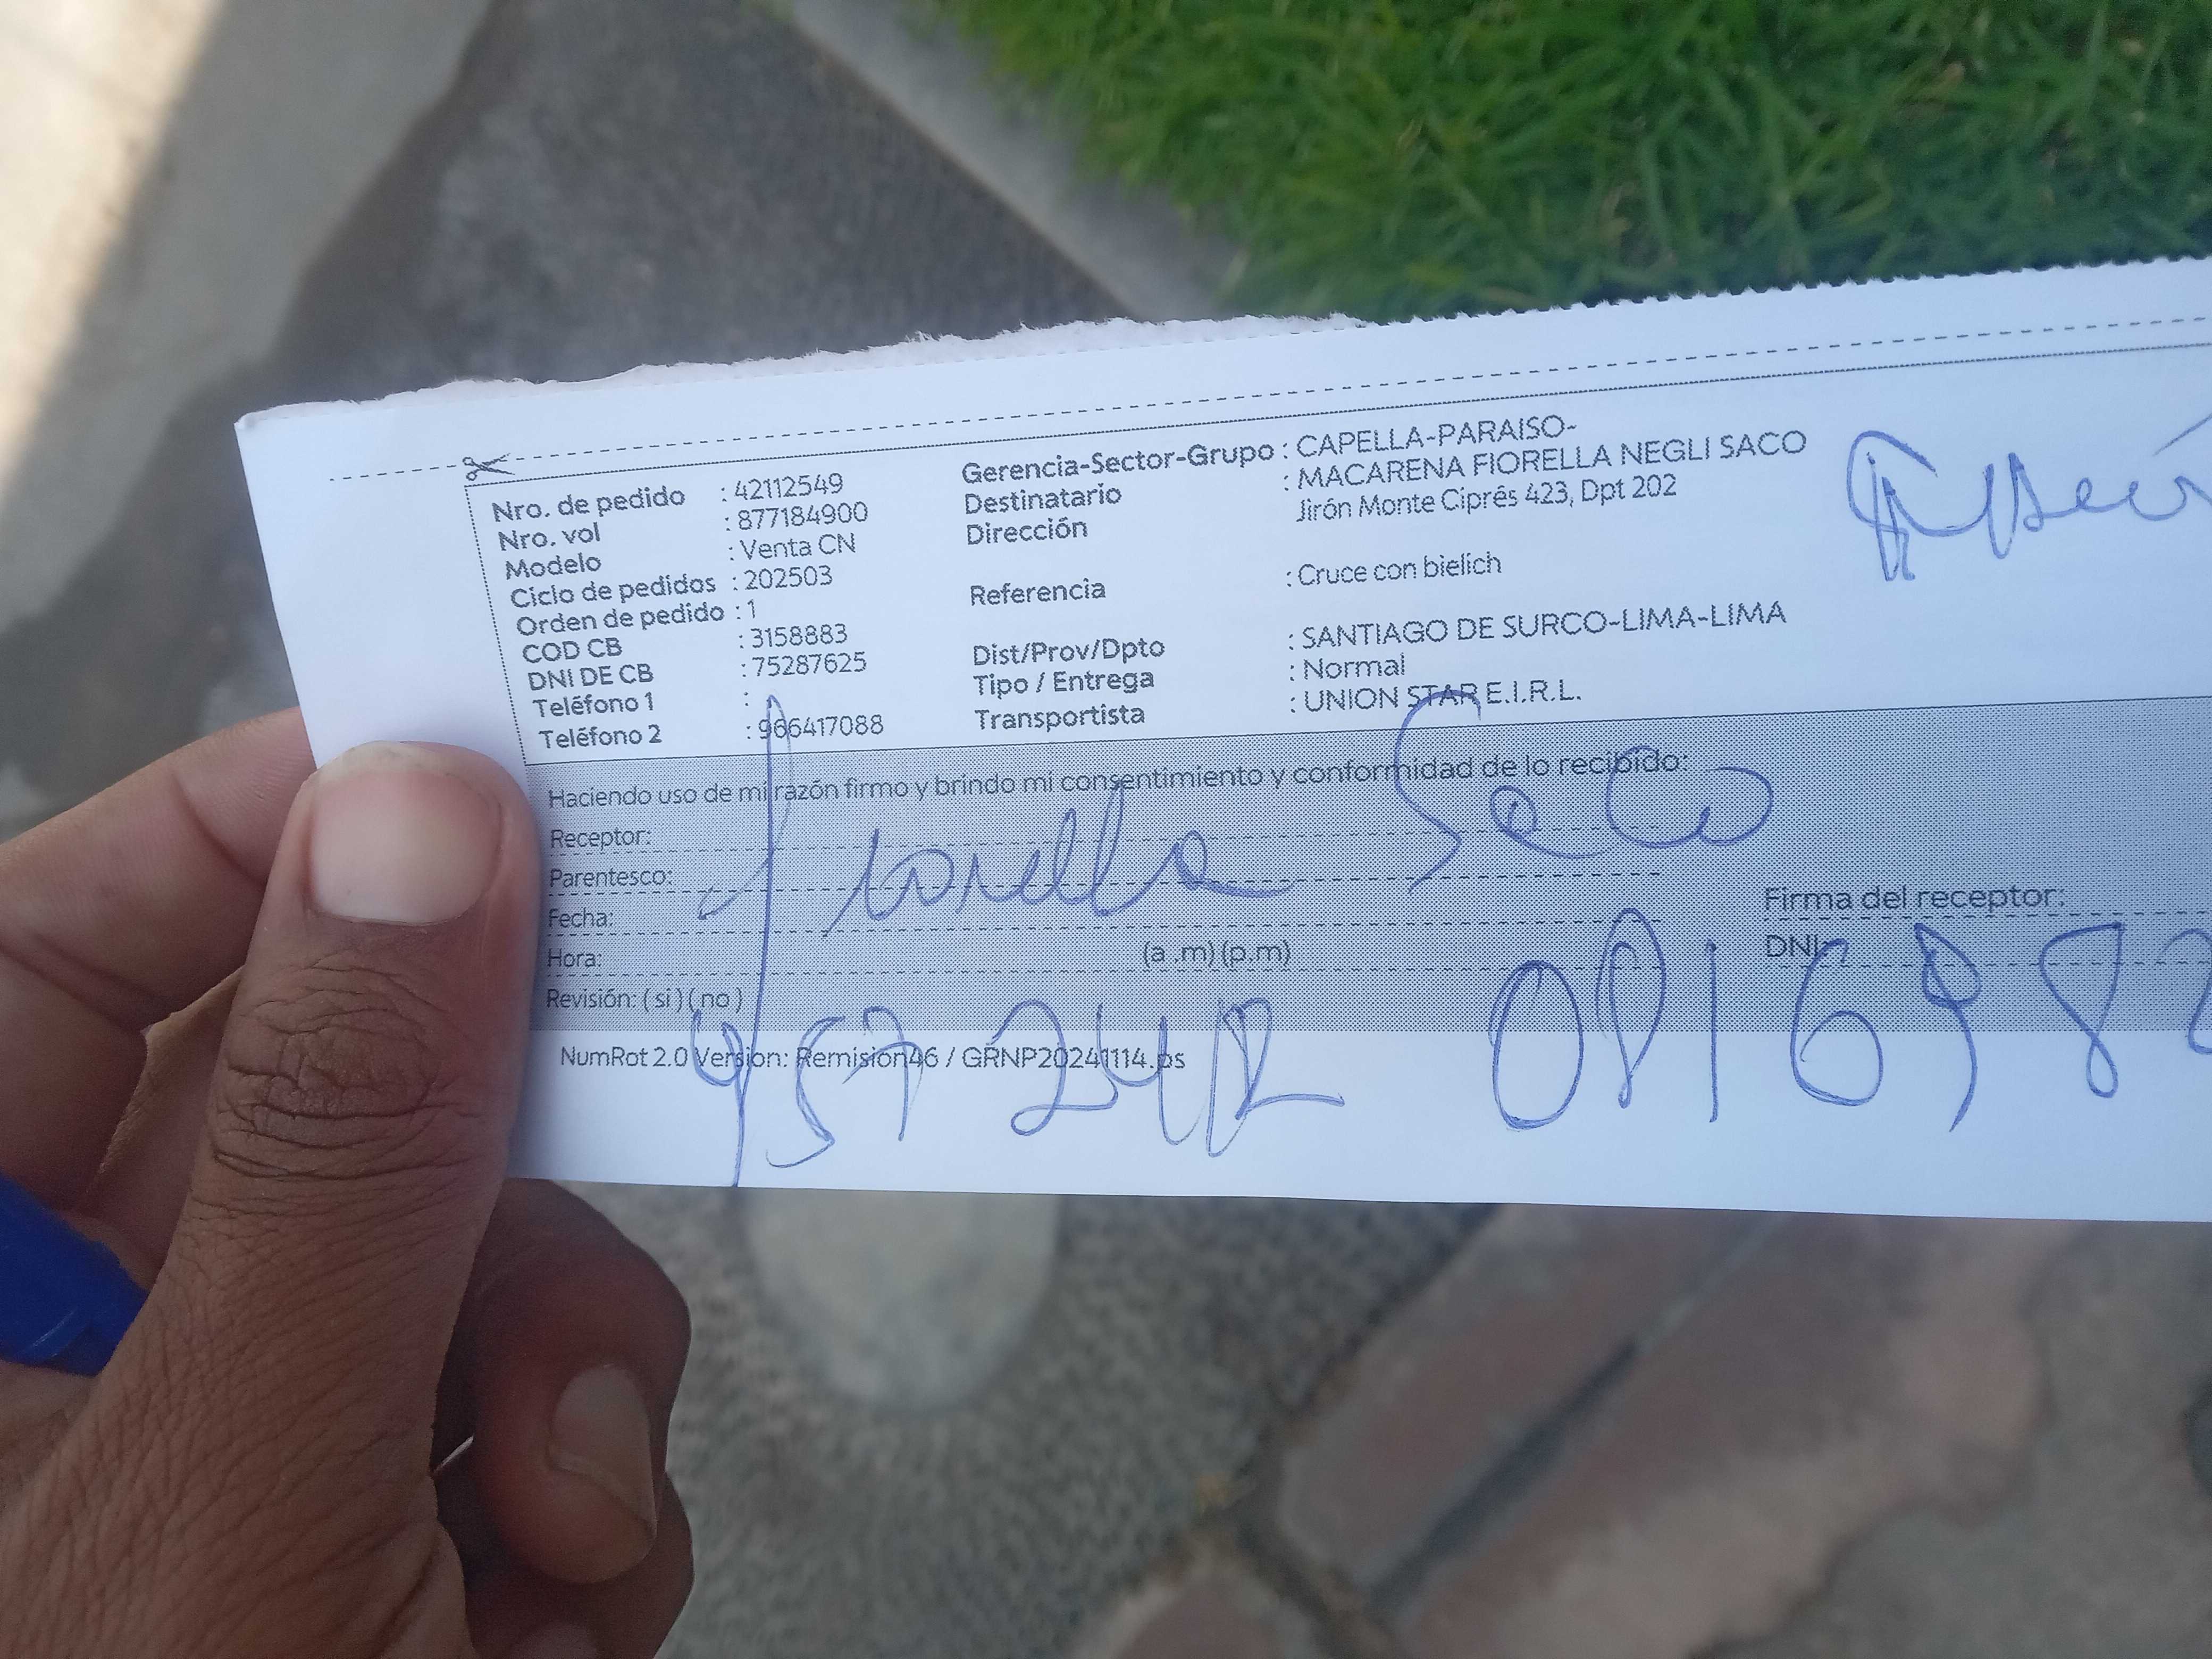 Nro. de pedido : 42112549
Nro. vol : 877184900
Modelo : Venta CN
Ciclo de pedidos : 202503
Orden de pedido : 1
COD CB : 3158883
DNI DE CB : 75287625
Teléfono 1 :
Teléfono 2 : 966417088
Gerencia-Sector-Grupo : CAPELLA-PARAISO-
Destinatario : MACARENA FIORELLA NEGLI SACO
Dirección Jirón Monte Ciprés 423, Dpt 202
Referencia : Cruce con bielich
Dist/Prov/Dpto : SANTIAGO DE SURCO-LIMA-LIMA
Tipo / Entrega : Normal
Transportista : UNION STAR E.I.R.L.
Haciendo uso de mi razón firmo y brindo mi consentimiento y conformidad de lo recibido:
Receptor:
Parentesco:
Fiorella Saco
Fecha:
Firma del receptor:
Hora: (a .m) (p.m)
DNI:
Revisión: ( si ) ( no )
NumRot 2.0 Version: Remision46 / GRNP20241114.ps